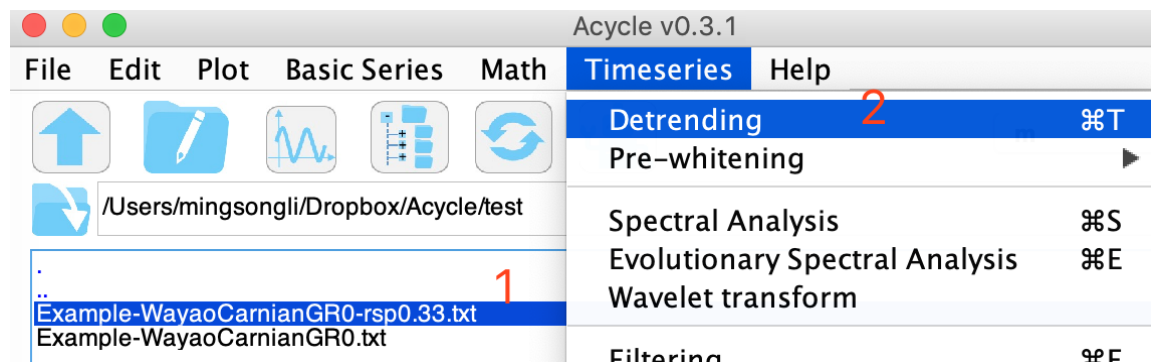 Acycle v0.3.1
File Edit Plot Basic Series Math Timeseries Help
2
Detrending ⌘T
Pre-whitening
/Users/mingsongli/Dropbox/Acycle/test
Spectral Analysis ⌘S
Evolutionary Spectral Analysis ⌘E
Wavelet transform
Filtering ⌘F
.
..
1
Example-WayaoCarnianGR0-rsp0.33.txt
Example-WayaoCarnianGR0.txt